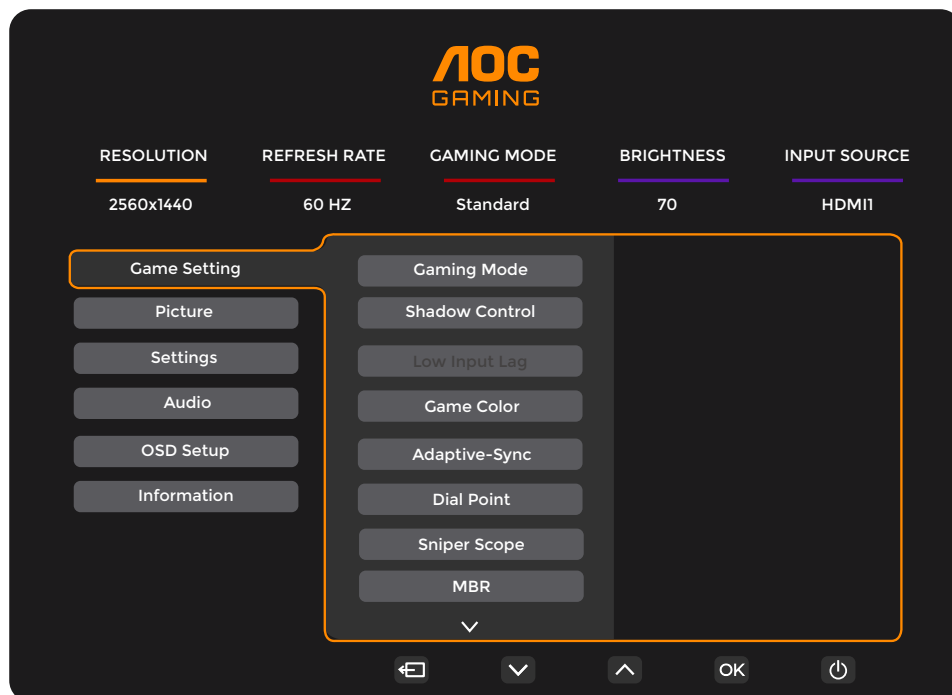 AOC
GAMING
RESOLUTION REFRESH RATE GAMING MODE BRIGHTNESS INPUT SOURCE
2560x1440 60 HZ Standard 70 HDMI1
Game Setting
Picture
Settings
Audio
OSD Setup
Information
Gaming Mode
Shadow Control
Low Input Lag
Game Color
Adaptive-Sync
Dial Point
Sniper Scope
MBR
OK